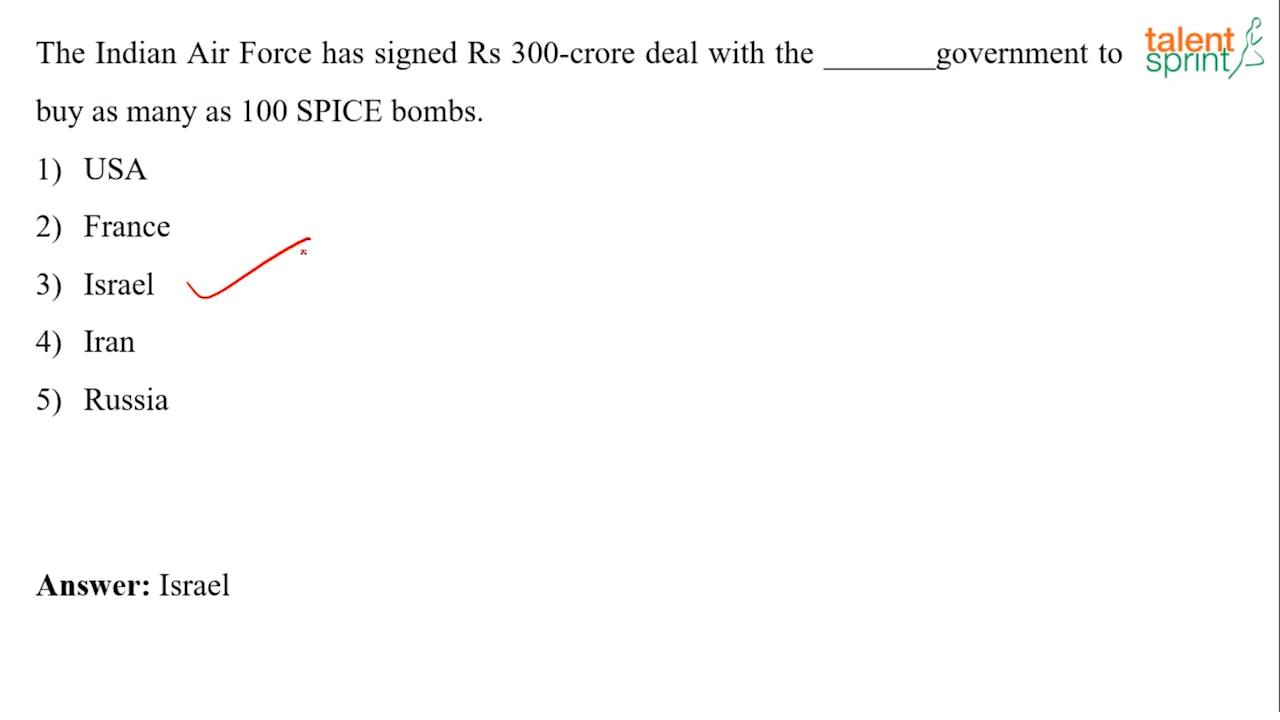 The Indian Air Force has signed Rs 300-crore deal with the _______government to
talent
sprint
buy as many as 100 SPICE bombs.
1) USA
2) France
3) Israel
4) Iran
5) Russia
Answer: Israel